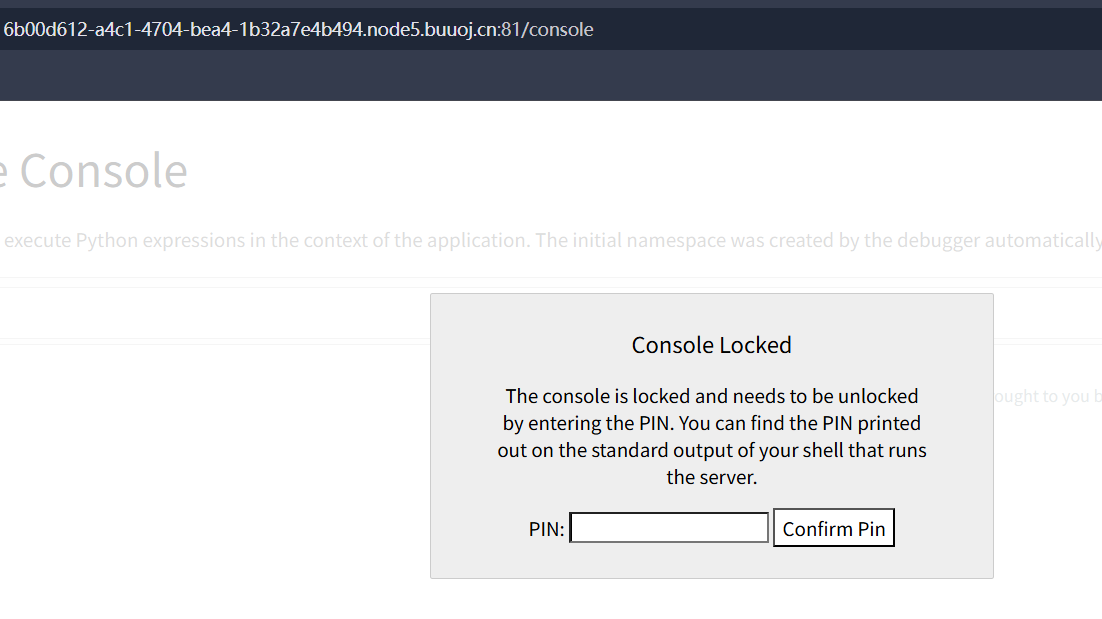 6b00d612-a4c1-4704-bea4-1b32a7e4b494.node5.buuoj.cn:81/console
e Console
execute Python expressions in the context of the application. The initial namespace was created by the debugger automatically
Console Locked
The console is locked and needs to be unlocked
by entering the PIN. You can find the PIN printed
out on the standard output of your shell that runs
the server.
PIN:
Confirm Pin
ought to you b